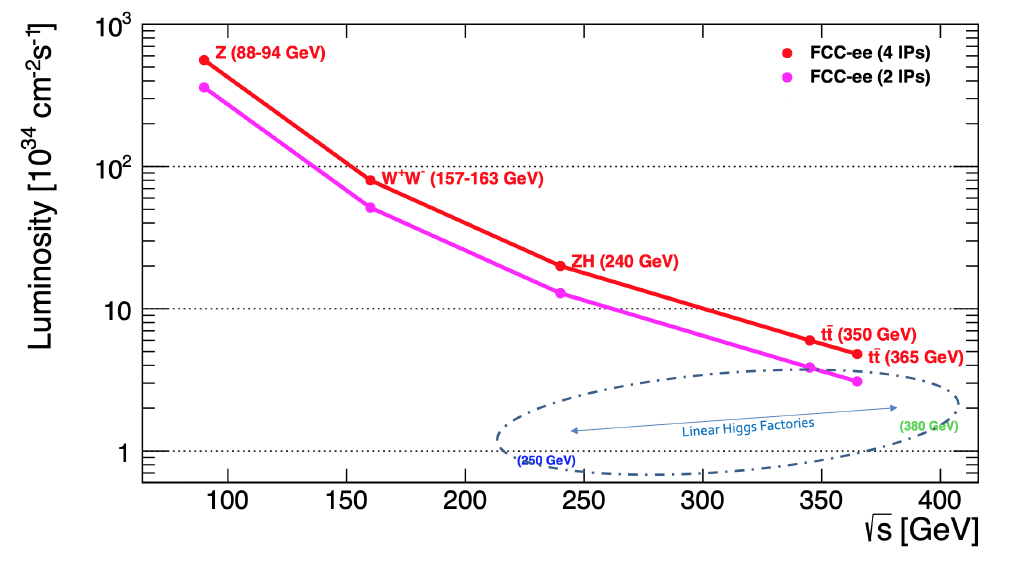 Luminosity [10³⁴ cm⁻²s⁻¹]
10³
10²
10
1
Z (88-94 GeV)
W⁺W⁻ (157-163 GeV)
ZH (240 GeV)
tt̄ (350 GeV)
tt̄ (365 GeV)
FCC-ee (4 IPs)
FCC-ee (2 IPs)
Linear Higgs Factories
(380 GeV)
(250 GeV)
100 150 200 250 300 350 400
√s [GeV]